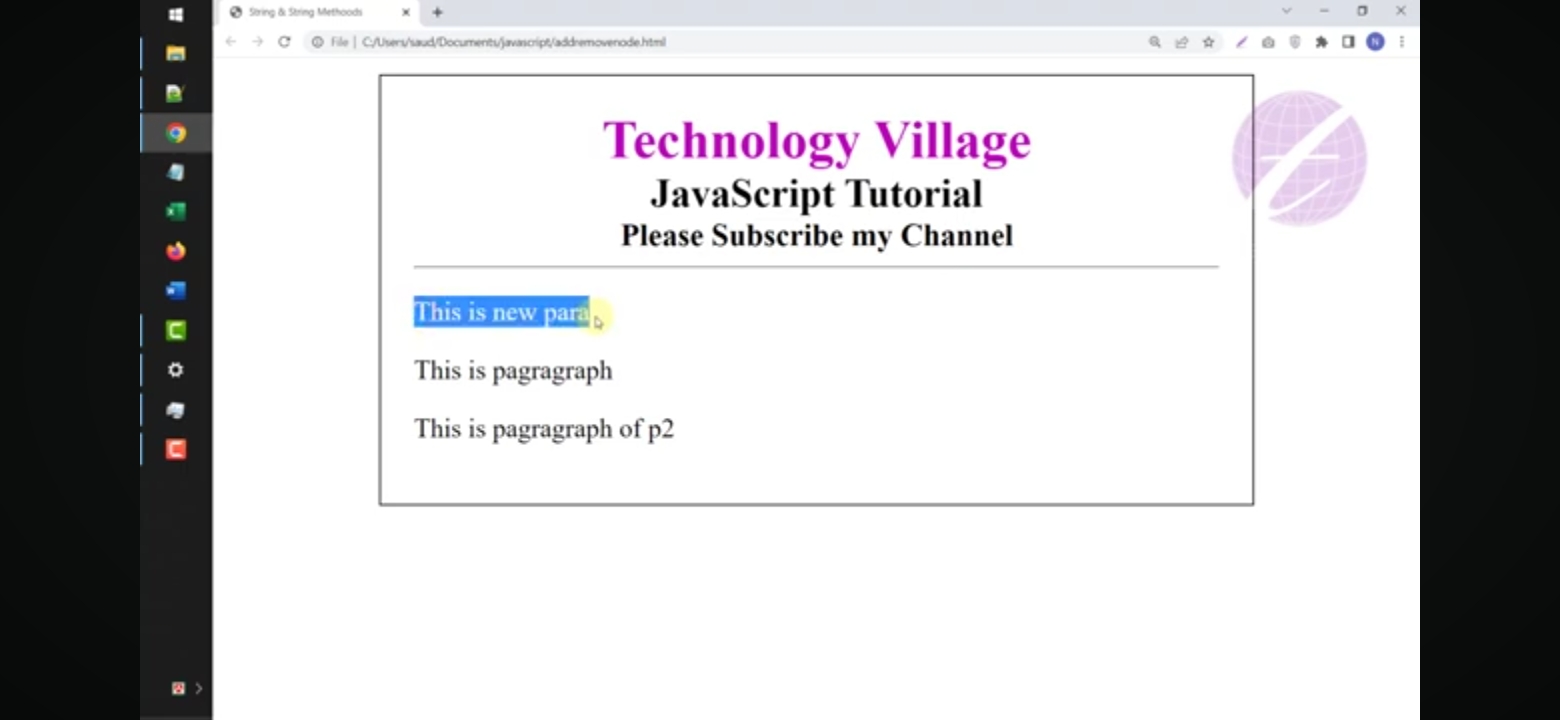 String & String Methoods
File | C:/Users/saud/Documents/javascript/addremovenode.html
N
Technology Village
JavaScript Tutorial
Please Subscribe my Channel
This is new para
This is pagragraph
This is pagragraph of p2